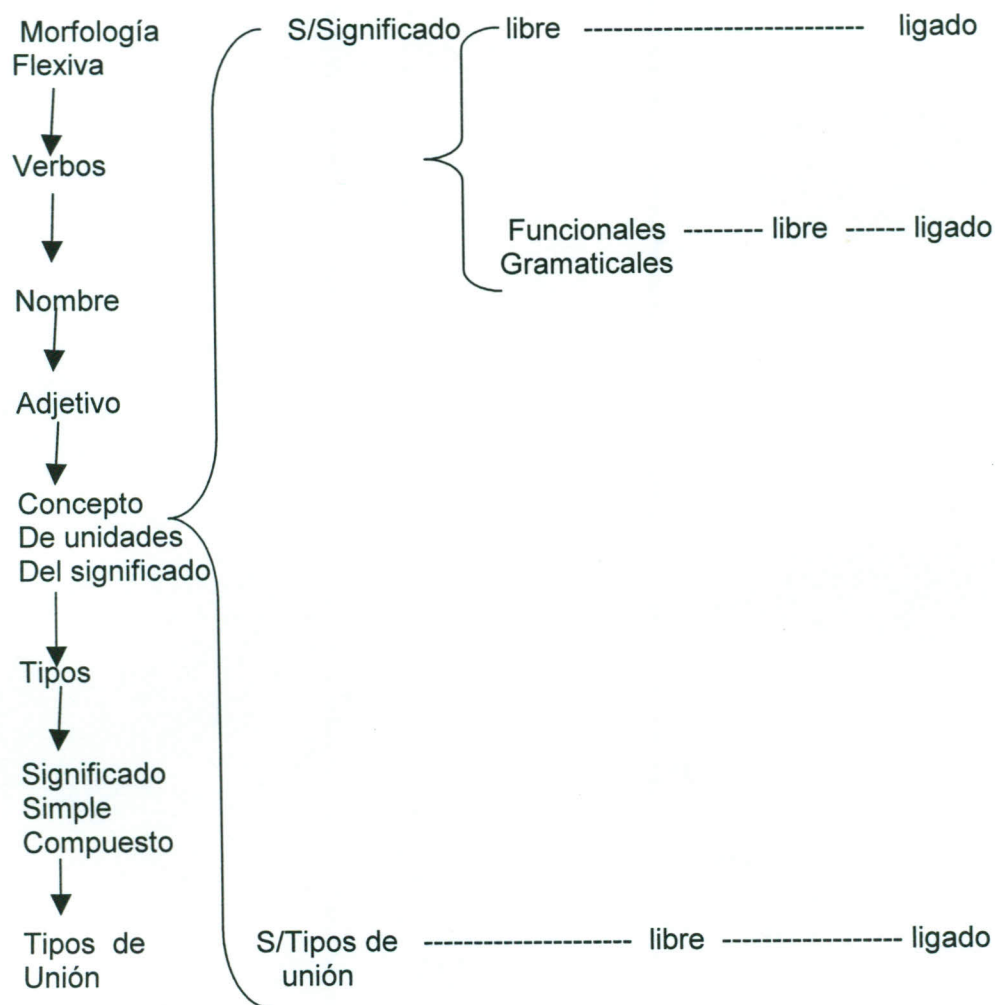 Morfología
Flexiva
Verbos
Nombre
Adjetivo
Concepto
De unidades
Del significado
Tipos
Significado
Simple
Compuesto
Tipos de
Unión
S/Significado libre ---------------------------- ligado
Funcionales -------- libre ------ ligado
Gramaticales
S/Tipos de --------------------- libre ------------------ ligado
unión